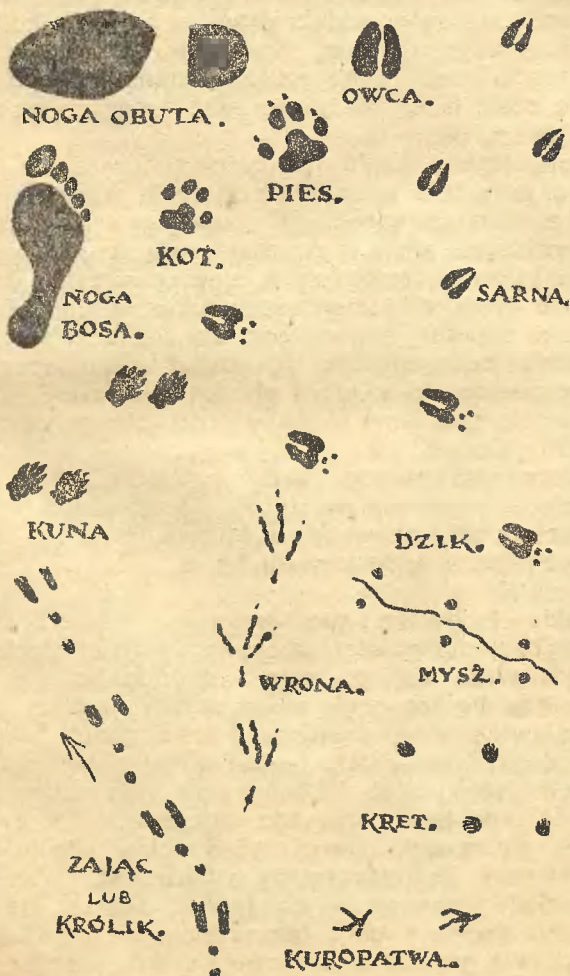 NOGA OBUTA.
OWCA.
PIES.
KOT.
NOGA
BOSA.
SARNA.
KUNA
DZIK.
WRONA.
MYSZ.
KRET.
ZAJĄC
LUB
KRÓLIK.
KUROPATWA.